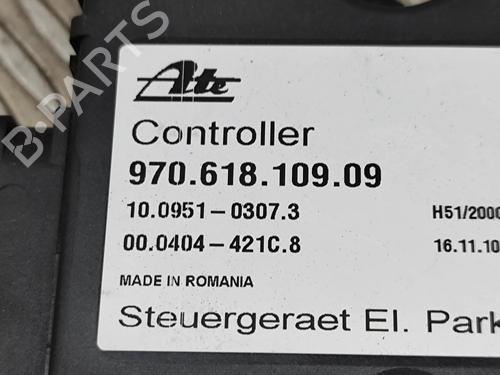 Ate
Controller
970.618.109.09
10.0951-0307.3 H51/2000
00.0404-421C.8 16.11.10
MADE IN ROMANIA
Steuergeraet El. Park
B-PARTS